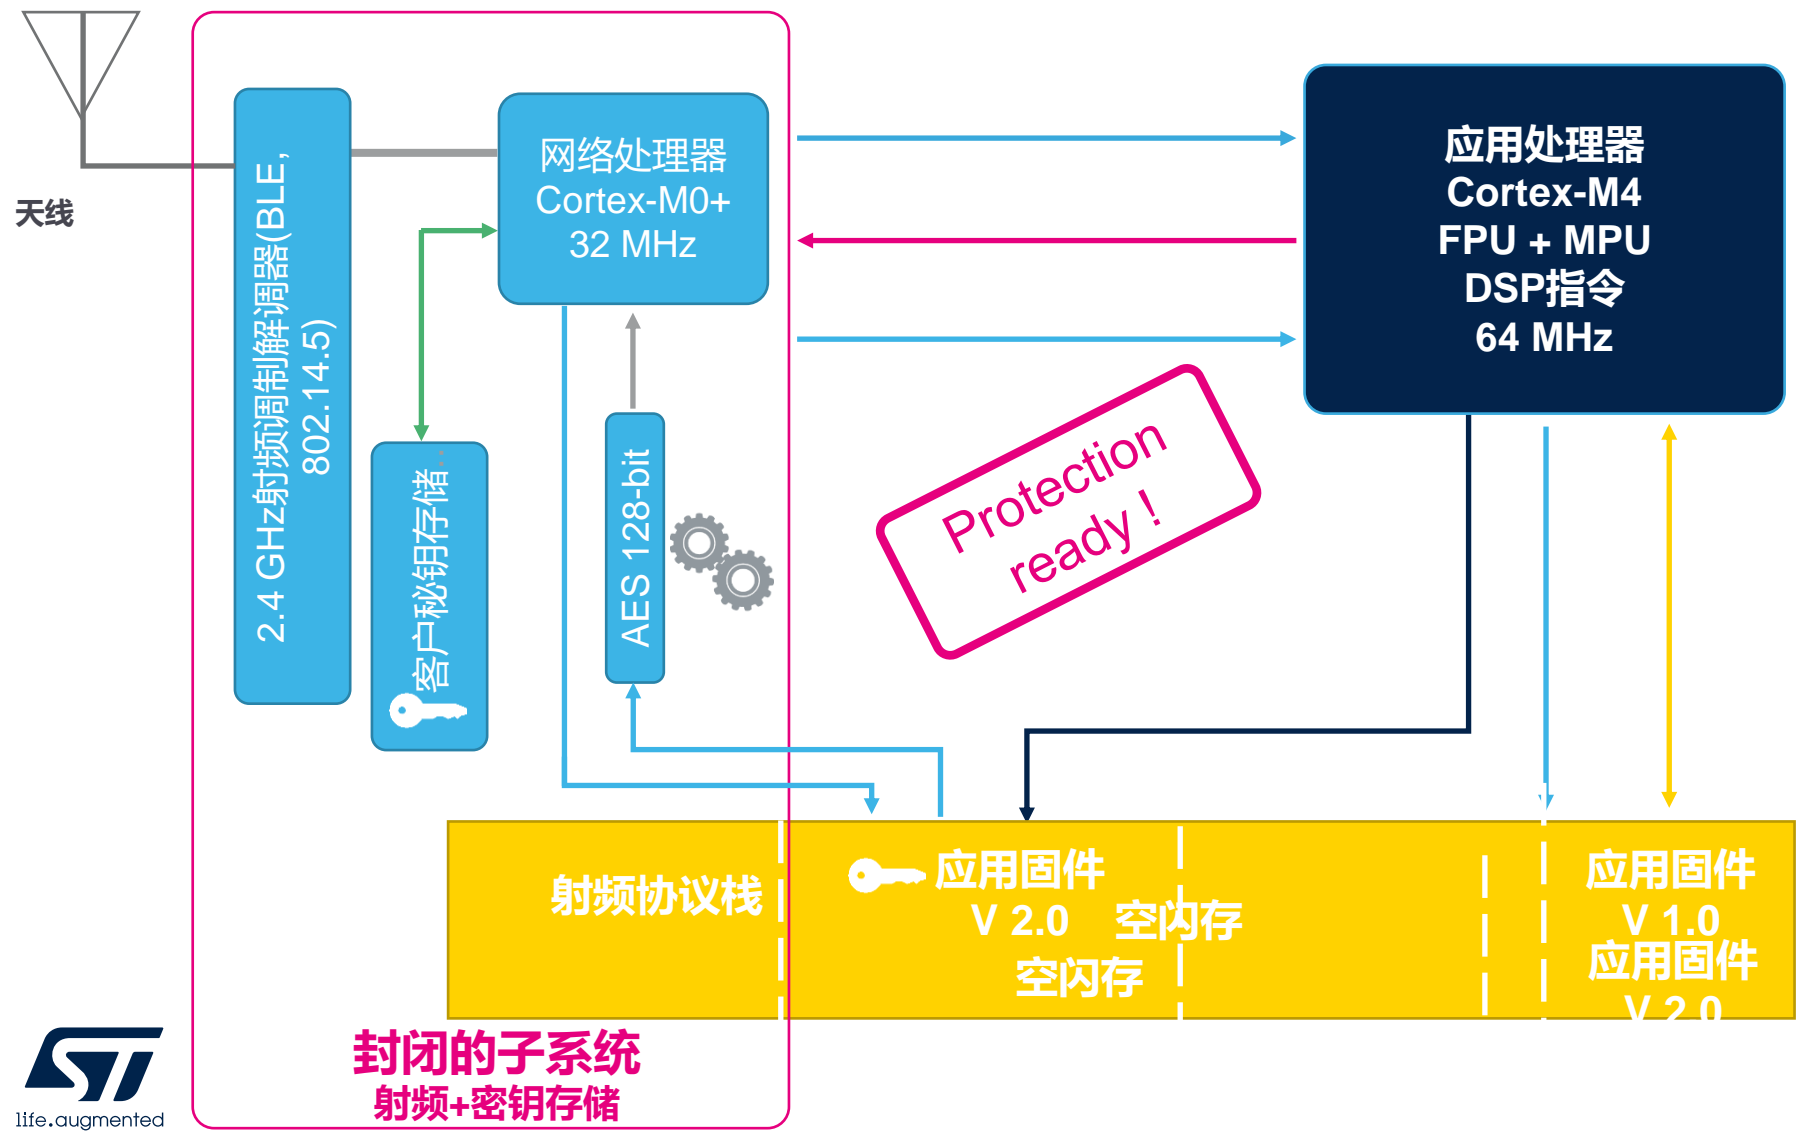 天线
2.4 GHz射频调制解调器(BLE,
802.14.5)
网络处理器
Cortex-M0+
32 MHz
客户秘钥存储...
AES 128-bit
应用处理器
Cortex-M4
FPU + MPU
DSP指令
64 MHz
Protection
ready !
射频协议栈
应用固件
V 2.0
空闪存
空闪存
应用固件
V 1.0
应用固件
V 2.0
封闭的子系统
射频+密钥存储
life.augmented